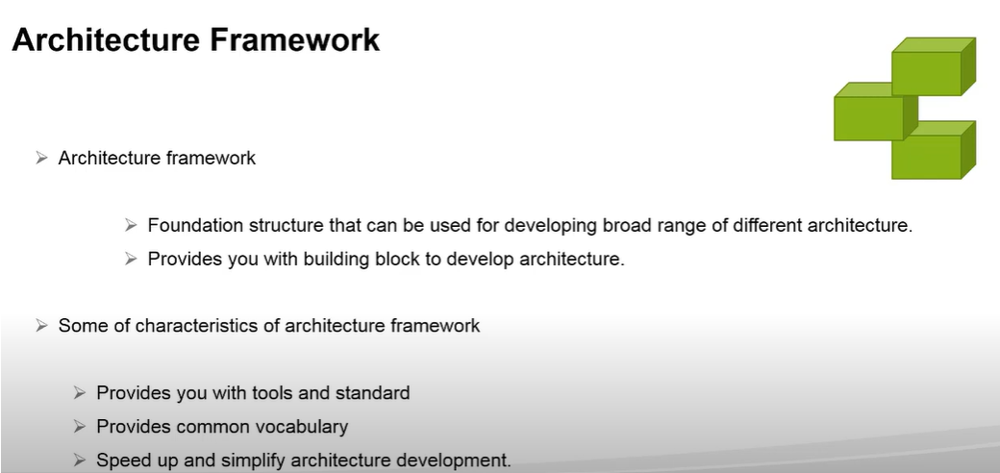 Architecture Framework
Architecture framework
Foundation structure that can be used for developing broad range of different architecture.
Provides you with building block to develop architecture.
Some of characteristics of architecture framework
Provides you with tools and standard
Provides common vocabulary
Speed up and simplify architecture development.